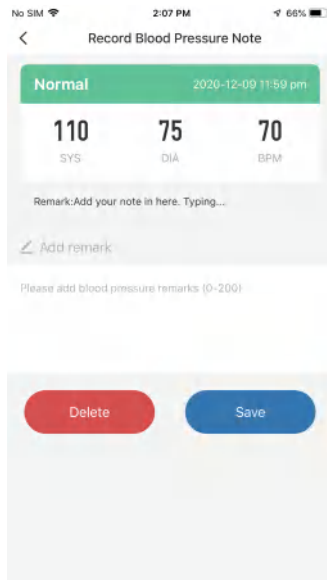 No SIM 2:07 PM 66%
Record Blood Pressure Note
Normal 2020-12-09 11:59 pm
110 75 70
SYS DIA BPM
Remark:Add your note in here. Typing...
Add remark
Please add blood pressure remarks (0-200)
Delete Save